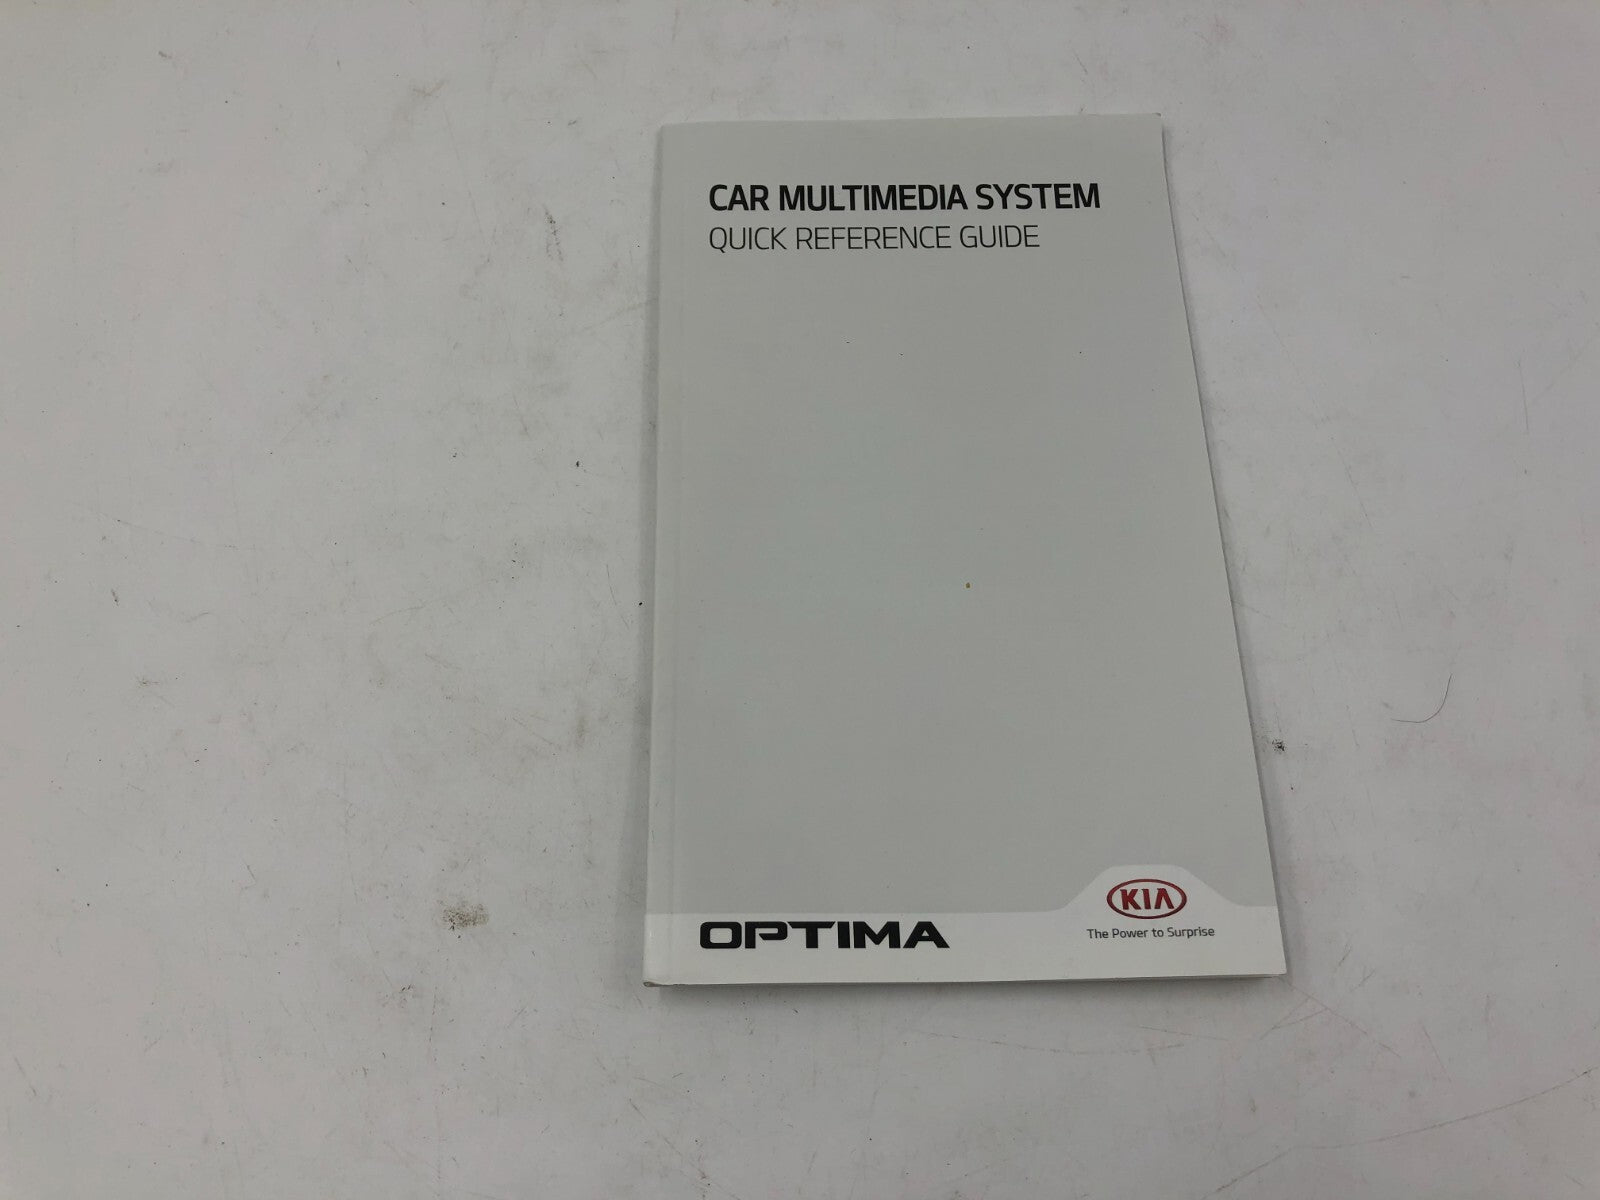 CAR MULTIMEDIA SYSTEM
QUICK REFERENCE GUIDE
OPTIMA
KIA
The Power to Surprise